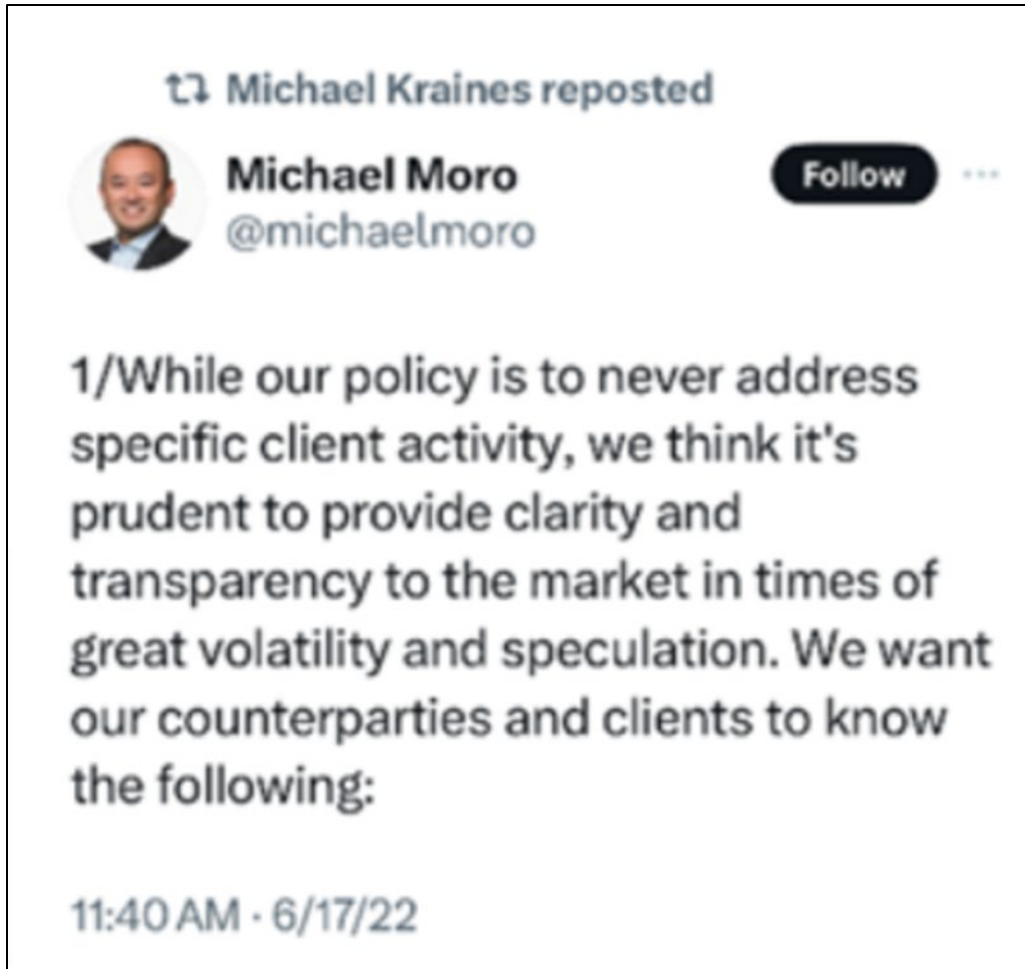 Michael Kraines reposted
Michael Moro
Follow
@michaelmoro
1/While our policy is to never address
specific client activity, we think it's
prudent to provide clarity and
transparency to the market in times of
great volatility and speculation. We want
our counterparties and clients to know
the following:
11:40 AM · 6/17/22